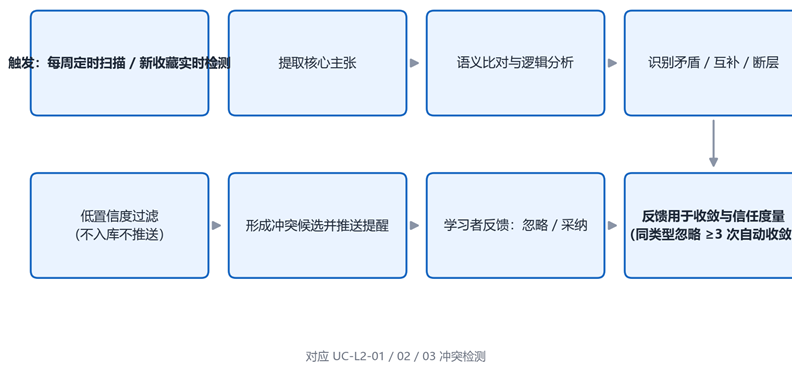 触发：每周定时扫描 / 新收藏实时检测
提取核心主张
语义比对与逻辑分析
识别矛盾 / 互补 / 断层
低置信度过滤
（不入库不推送）
形成冲突候选并推送提醒
学习者反馈：忽略 / 采纳
反馈用于收敛与信任度量
（同类型忽略 ≥3 次自动收敛
对应 UC-L2-01 / 02 / 03 冲突检测